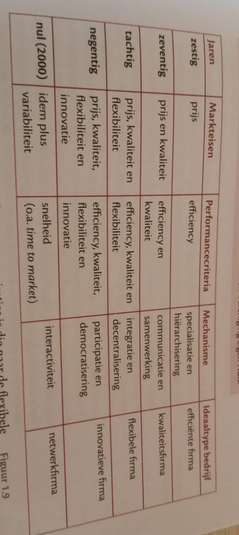 Jaren Markteisen Performancecriteria Mechanisme Ideaaltype bedrijf
zestig prijs efficiency specialisatie en efficiënte firma
hiërarchisering
zeventig prijs en kwaliteit efficiency en communicatie en kwaliteitsfirma
kwaliteit samenwerking
tachtig prijs, kwaliteit en efficiency, kwaliteit en integratie en flexibele firma
flexibiliteit flexibiliteit decentralisering
negentig prijs, kwaliteit, efficiency, kwaliteit, participatie en innovatieve firma
flexibiliteit en flexibiliteit en democratisering
innovatie innovatie
nul (2000) idem plus snelheid interactiviteit netwerkfirma
variabiliteit (o.a. time to market)
Figuur 1.9
is die naar de flexibele